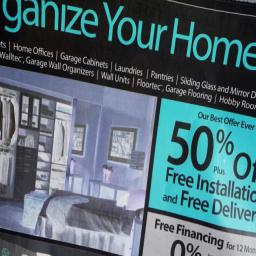 ganize Your Home
ts | Home Offices | Garage Cabinets | Laundries | Pantries | Sliding Glass and Mirror D
Walltec', Garage Wall Organizers | Wall Units | Floortec', Garage Flooring | Hobby Room
Our Best Offer Ever
50% Of
Plus
Free Installatio
and Free Deliver
Free Financing for 12 Mon
0%